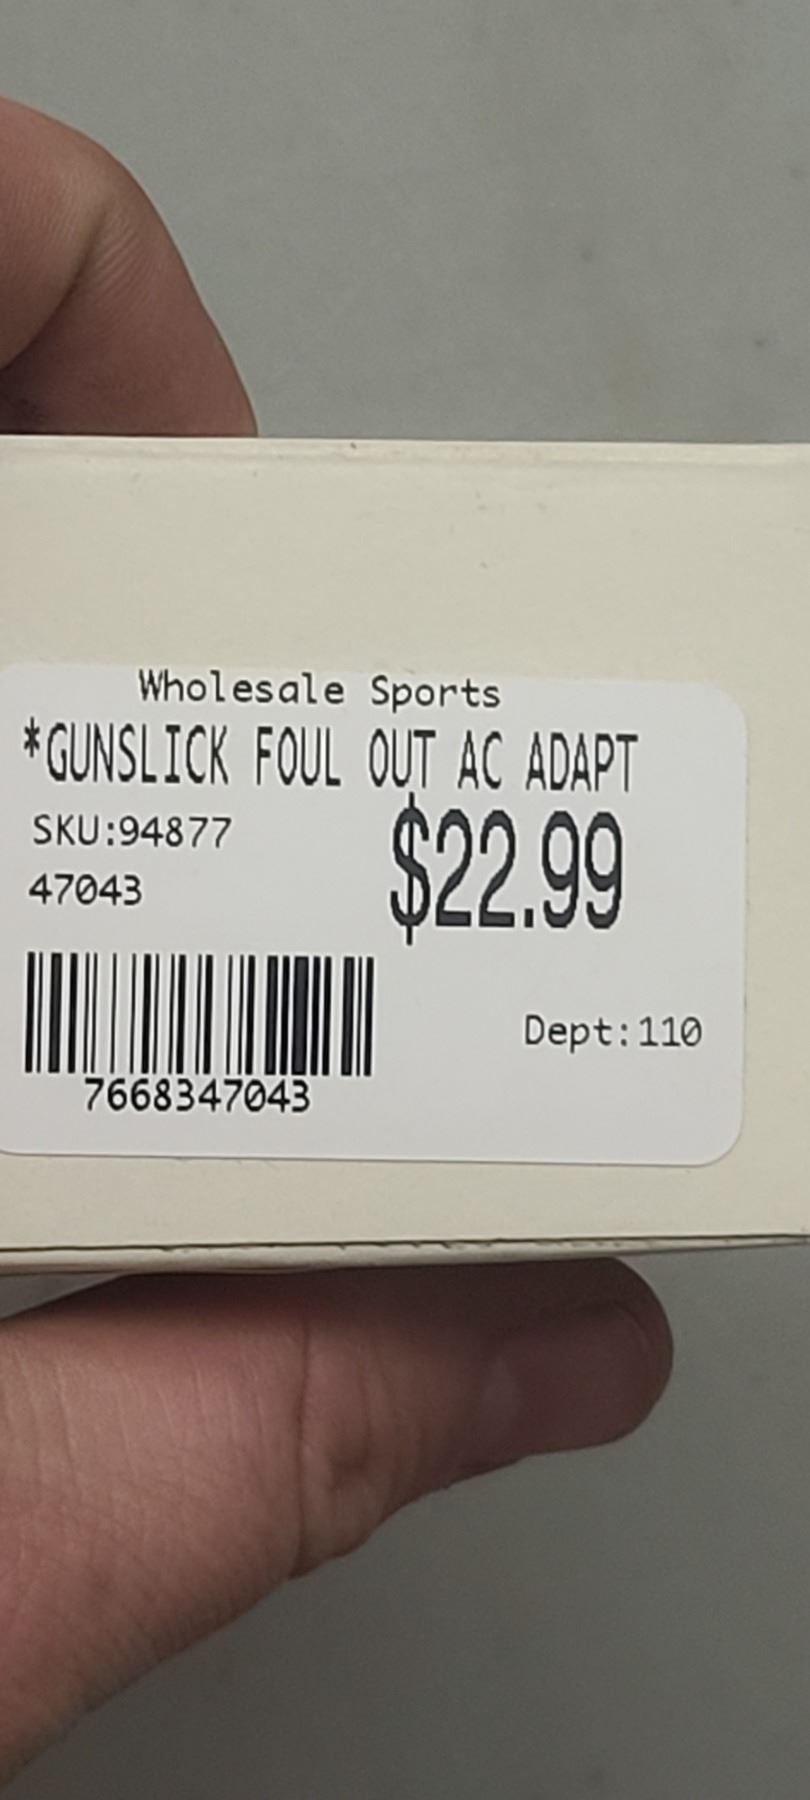 Wholesale Sports
*GUNSLICK FOUL OUT AC ADAPT
SKU:94877
$22.99
47043
Dept:110
7668347043